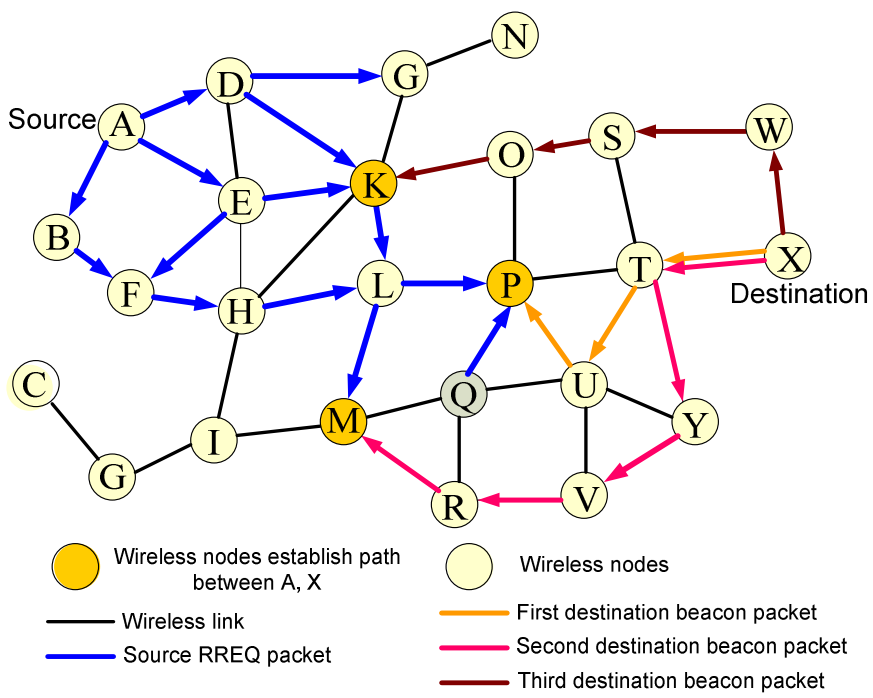 N
D
G
Source
A
S
W
O
K
E
B
X
T
L
P
F
H
Destination
C
Q
U
M
Y
I
G
R
V
Wireless nodes establish path
between A, X
Wireless nodes
Wireless link
First destination beacon packet
Source RREQ packet
Second destination beacon packet
Third destination beacon packet